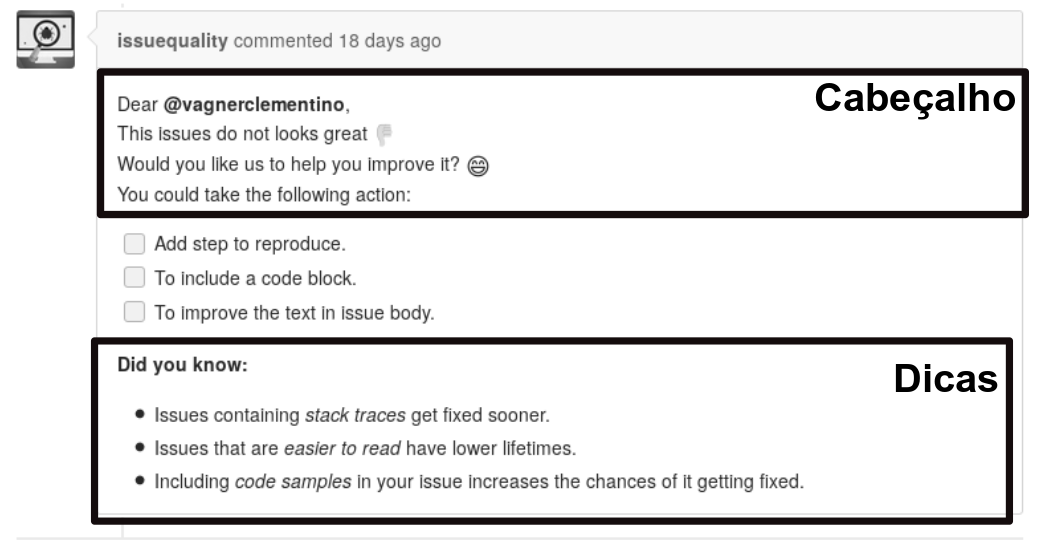 issuequality commented 18 days ago
Cabeçalho
Dear @vagnerclementino,
This issues do not looks great 👎
Would you like us to help you improve it? 😄
You could take the following action:
Add step to reproduce.
To include a code block.
To improve the text in issue body.
Dicas
Did you know:
Issues containing stack traces get fixed sooner.
Issues that are easier to read have lower lifetimes.
Including code samples in your issue increases the chances of it getting fixed.